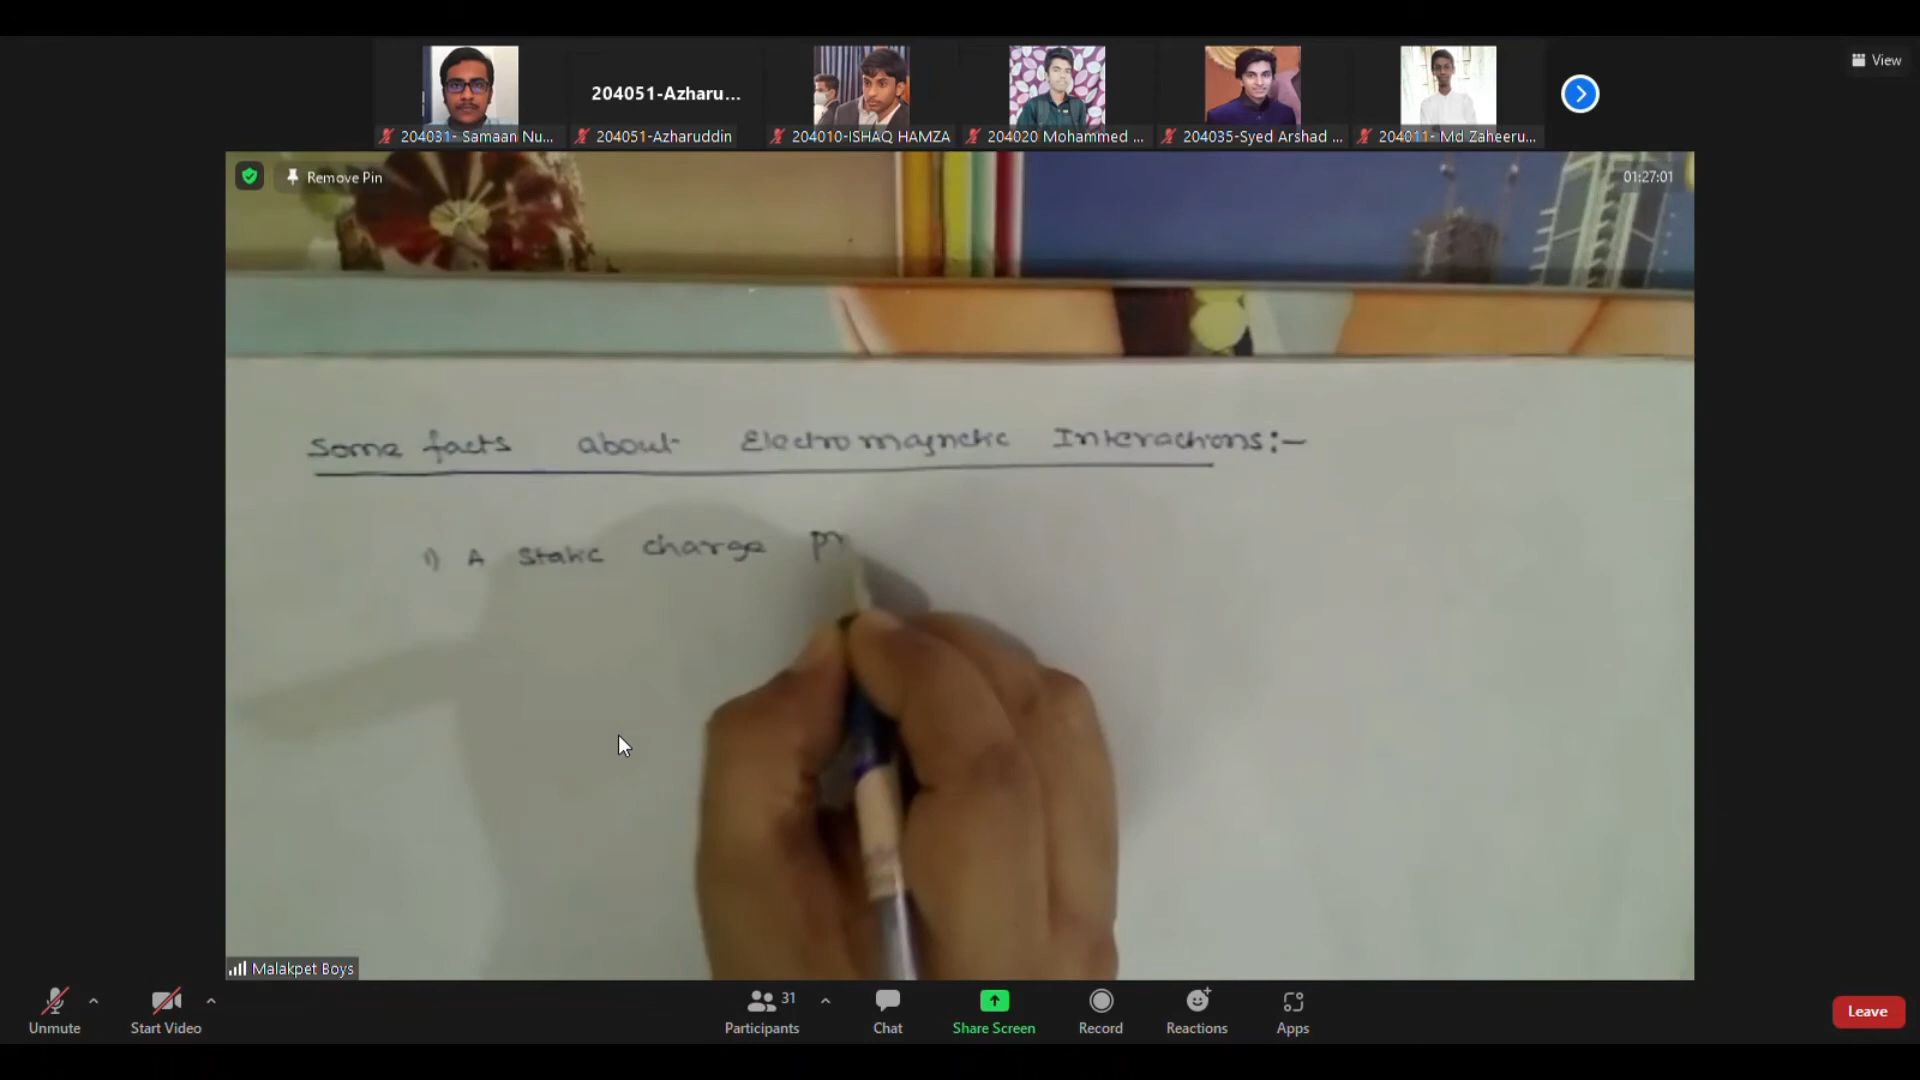 View
204051-Azharu...
204031- Samaan Nu...
204051-Azharuddin
204010-ISHAQ HAMZA
204020 Mohammed ...
204035-Syed Arshad ...
204011- Md Zaheeru...
Remove Pin
01:27:01
Some facts about Electromagnetic Interactions:-
1) A static charge pr
Malakpet Boys
31
Unmute
Start Video
Participants
Chat
Share Screen
Record
Reactions
Apps
Leave